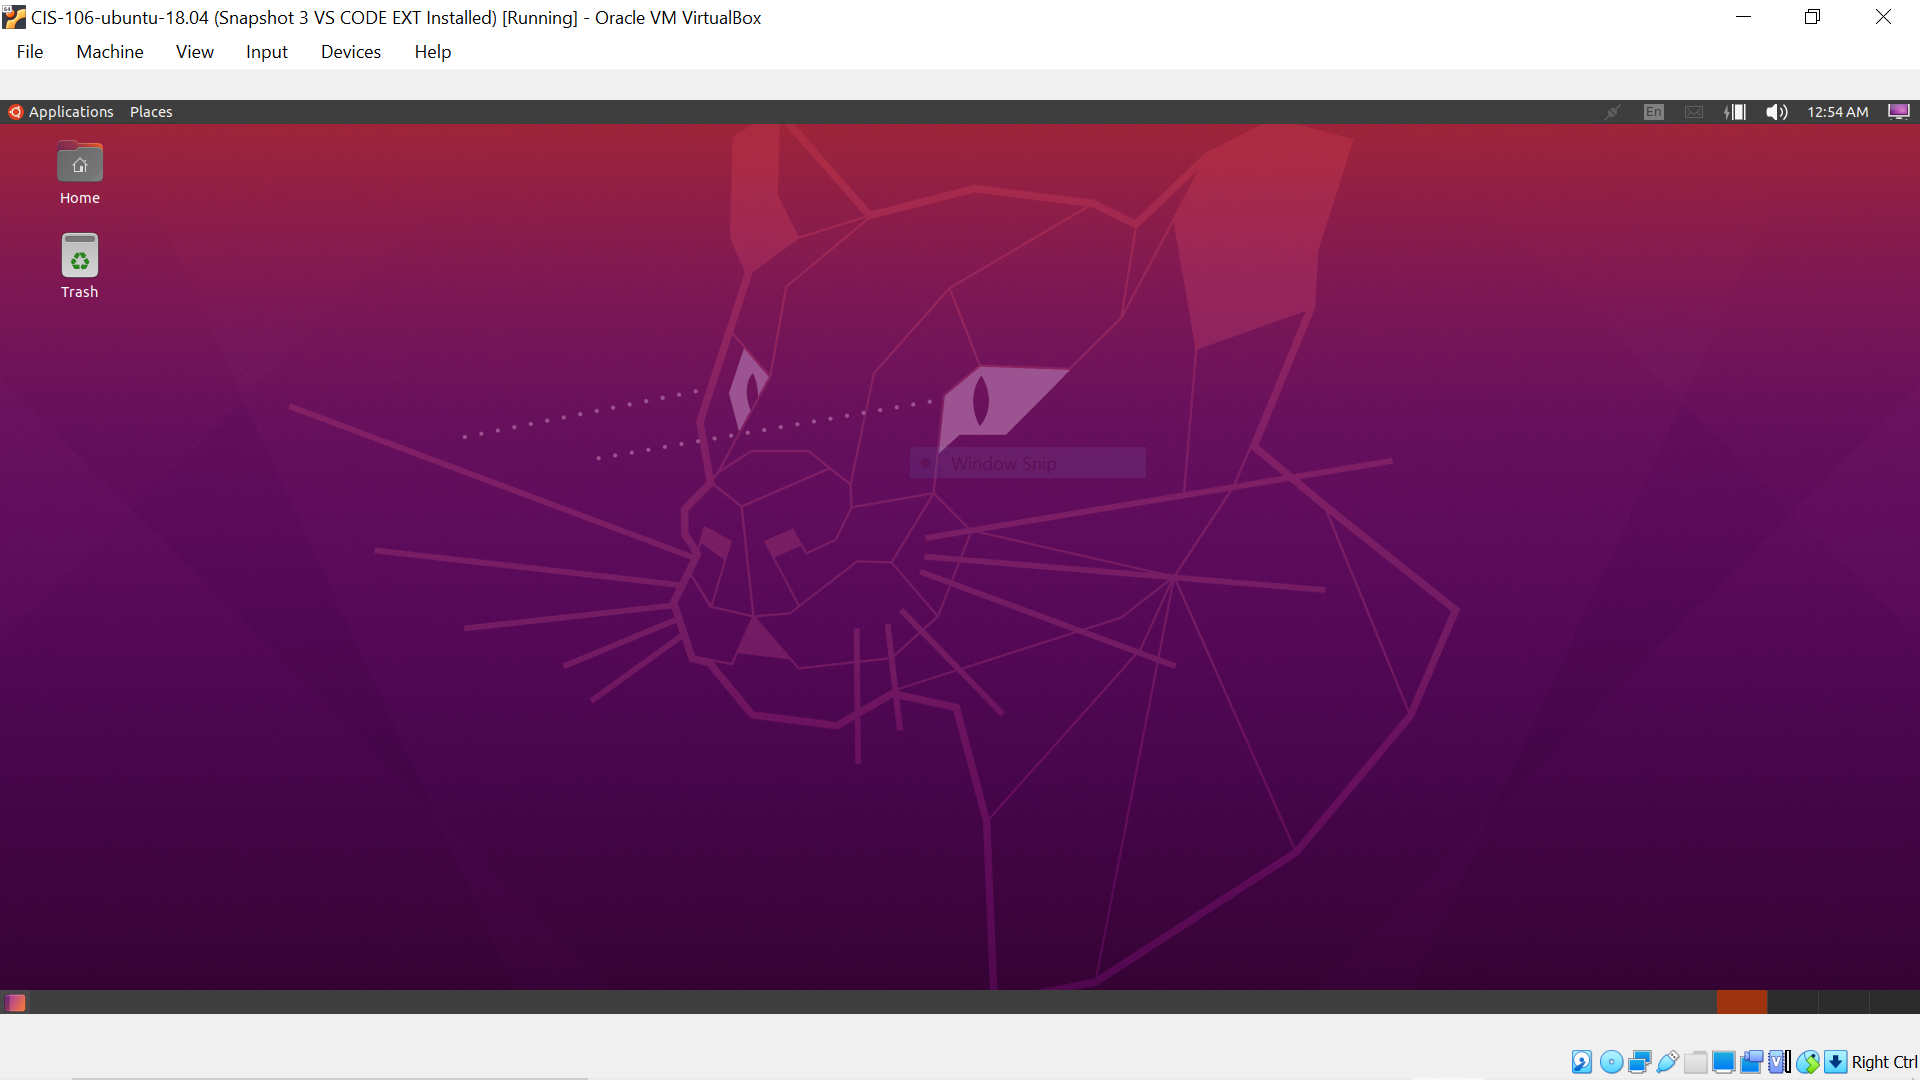 CIS-106-ubuntu-18.04 (Snapshot 3 VS CODE EXT Installed) [Running] - Oracle VM VirtualBox
File Machine View Input Devices Help
Applications Places En 12:54 AM
Home
Trash
Window Snip
Right Ctrl